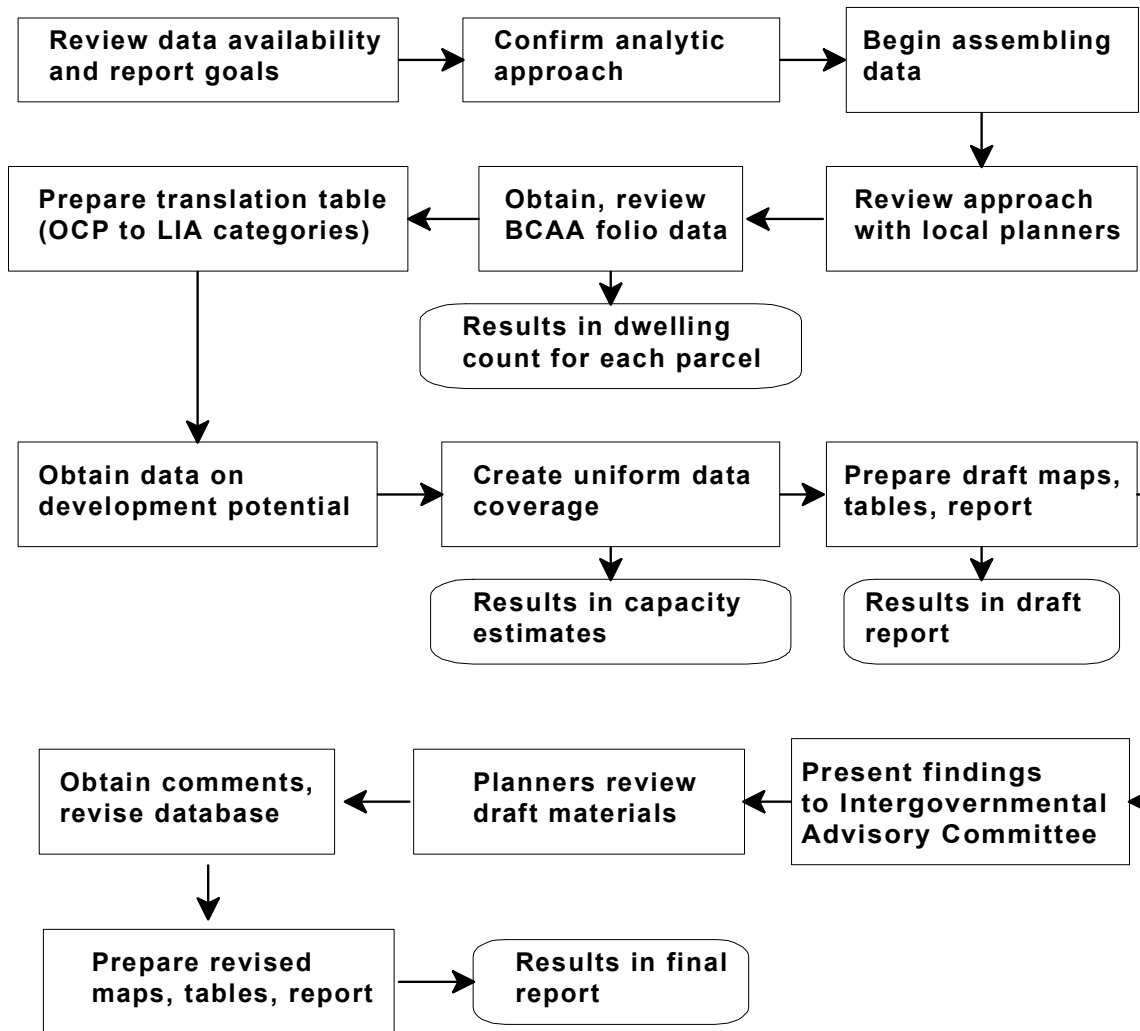 Review data availability
and report goals
Confirm analytic
approach
Begin assembling
data
Prepare translation table
(OCP to LIA categories)
Obtain, review
BCAA folio data
Review approach
with local planners
Results in dwelling
count for each parcel
Obtain data on
development potential
Create uniform data
coverage
Prepare draft maps,
tables, report
Results in capacity
estimates
Results in draft
report
Obtain comments,
revise database
Planners review
draft materials
Present findings
to Intergovernmental
Advisory Committee
Prepare revised
maps, tables, report
Results in final
report